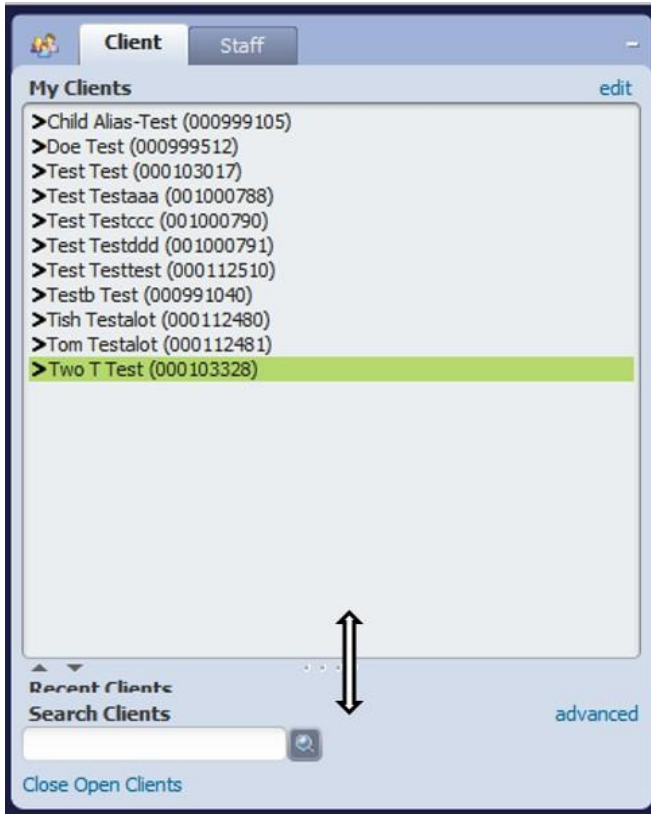 Client Staff
My Clients edit
>Child Alias-Test (000999105)
>Doe Test (000999512)
>Test Test (000103017)
>Test Testaaa (001000788)
>Test Testccc (001000790)
>Test Testddd (001000791)
>Test Testtest (000112510)
>Testb Test (000991040)
>Tish Testalot (000112480)
>Tom Testalot (000112481)
>Two T Test (000103328)
Recent Clients
Search Clients advanced
Close Open Clients